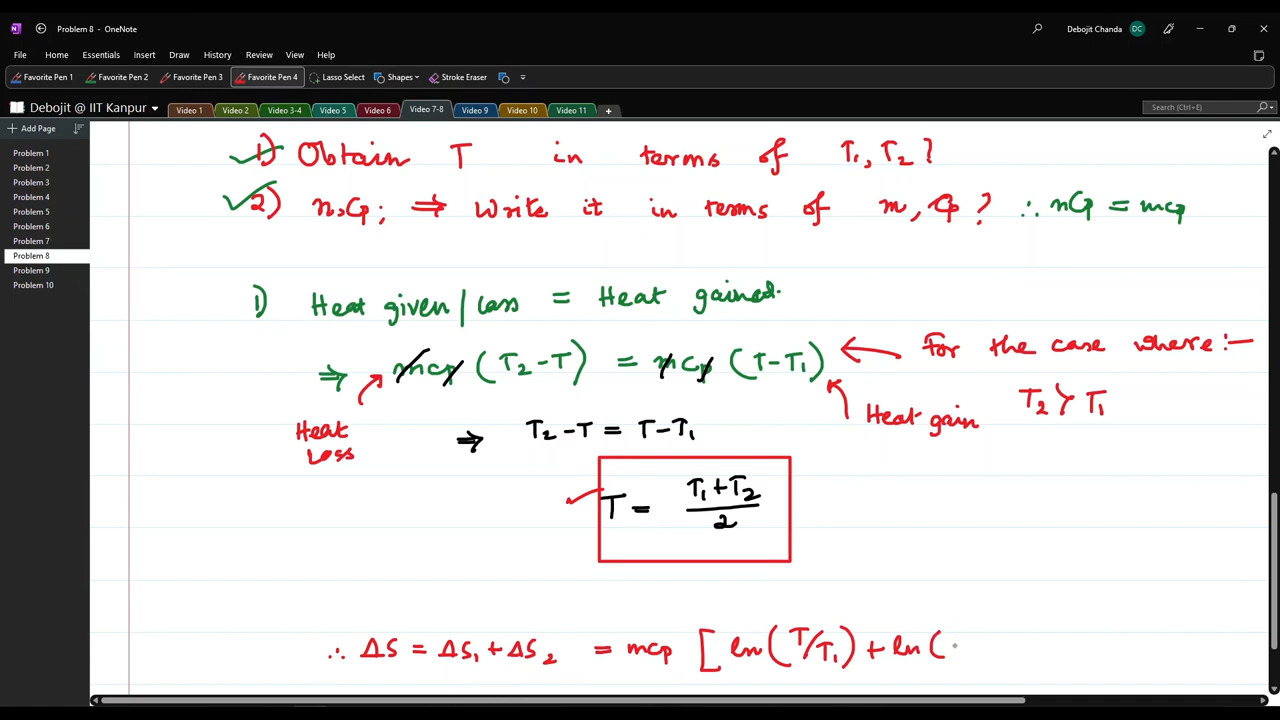 Problem 8 - OneNote
Debojit Chanda DC
File Home Essentials Insert Draw History Review View Help
Favorite Pen 1 Favorite Pen 2 Favorite Pen 3 Favorite Pen 4 Lasso Select Shapes Stroke Eraser
Debojit @ IIT Kanpur Video 1 Video 2 Video 3-4 Video 5 Video 6 Video 7-8 Video 9 Video 10 Video 11 + Search (Ctrl+E)
+ Add Page
Problem 1
Problem 2
Problem 3
Problem 4
Problem 5
Problem 6
Problem 7
Problem 8
Problem 9
Problem 10
1) Obtain T in terms of T₁, T₂?
2) n,Cp; ⇒ Write it in terms of m, Cp? ∴ nCp = mcp
1) Heat given/loss = Heat gained.
⇒ mcp (T₂-T) = mcp (T-T₁) ← For the case where:-
T₂ > T₁
Heat Loss
Heat gain
⇒ T₂-T = T-T₁
T = (T₁+T₂)/2
∴ ΔS = ΔS₁ + ΔS₂ = mcp [ ln(T/T₁) + ln(